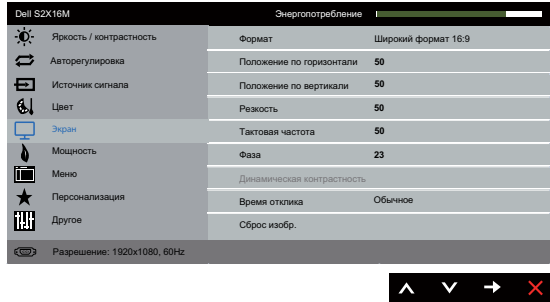 Dell S2X16M Энергопотребление
Яркость / контрастность
Авторегулировка
Источник сигнала
Цвет
Экран
Мощность
Меню
Персонализация
Другое
Формат Широкий формат 16:9
Положение по горизонтали 50
Положение по вертикали 50
Резкость 50
Тактовая частота 50
Фаза 23
Динамическая контрастность
Время отклика Обычное
Сброс изобр.
Разрешение: 1920x1080, 60Hz